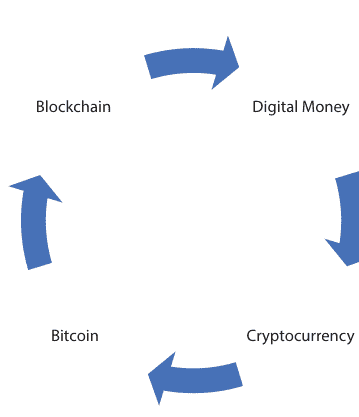 Blockchain
Digital Money
Bitcoin
Cryptocurrency